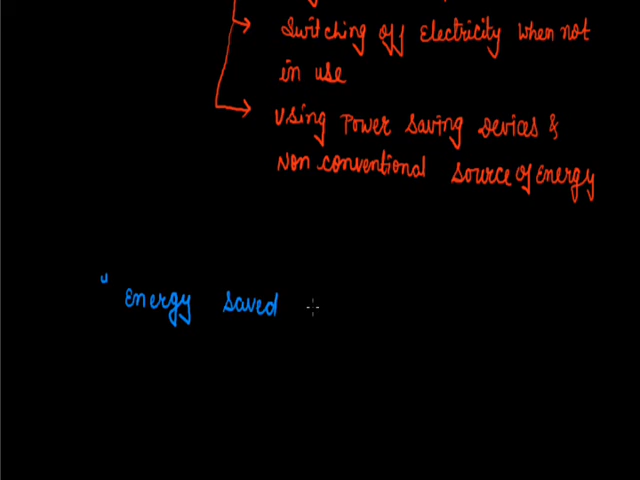 Switching off Electricity when not
in use
Using Power Saving Devices &
Non conventional Source of Energy
" Energy saved